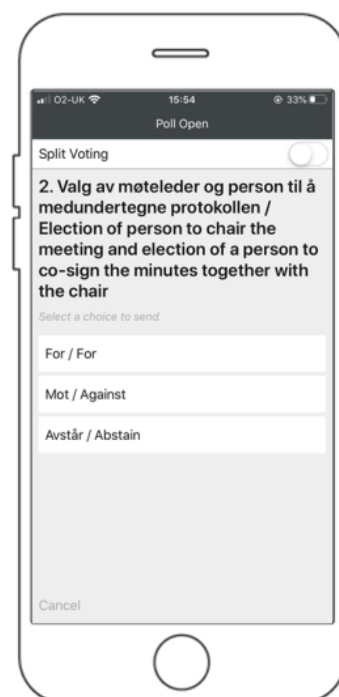 O2-UK 15:54 33%
Poll Open
Split Voting
2. Valg av møteleder og person til å
medundertegne protokollen /
Election of person to chair the
meeting and election of a person to
co-sign the minutes together with
the chair
Select a choice to send.
For / For
Mot / Against
Avstår / Abstain
Cancel